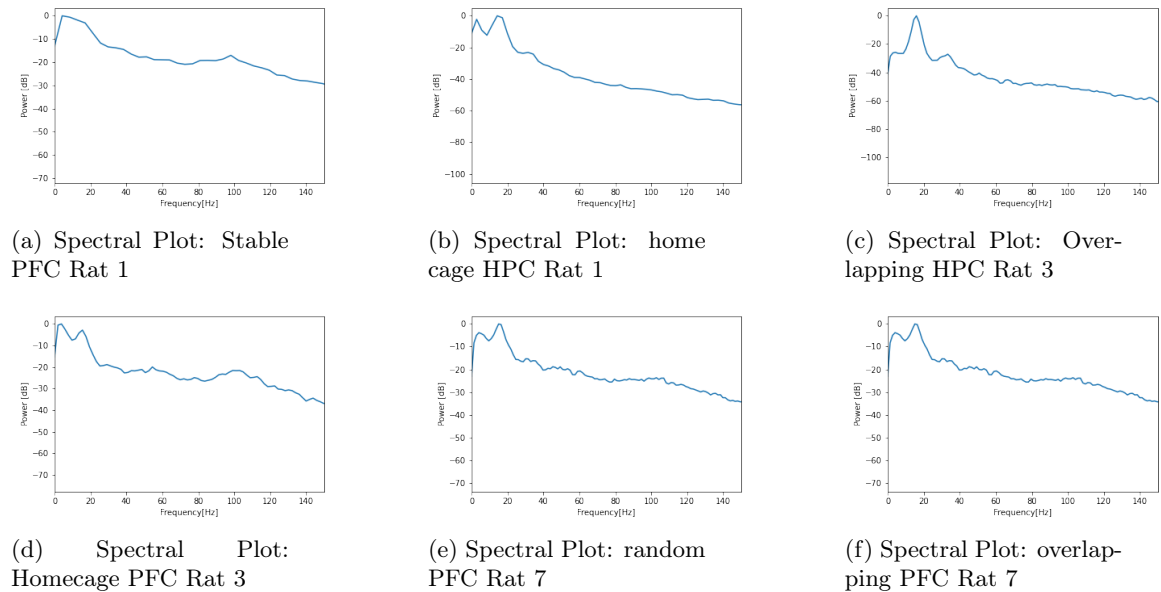 0
−10
−20
−30
−40
−50
−60
−70
Power [dB]
0 20 40 60 80 100 120 140
Frequency[Hz]
0
−20
−40
−60
−80
−100
Power [dB]
0 20 40 60 80 100 120 140
Frequency[Hz]
0
−20
−40
−60
−80
−100
Power [dB]
0 20 40 60 80 100 120 140
Frequency[Hz]
(a) Spectral Plot: Stable
PFC Rat 1
(b) Spectral Plot: home
cage HPC Rat 1
(c) Spectral Plot: Over-
lapping HPC Rat 3
0
−10
−20
−30
−40
−50
−60
−70
Power [dB]
0 20 40 60 80 100 120 140
Frequency[Hz]
0
−10
−20
−30
−40
−50
−60
−70
Power [dB]
0 20 40 60 80 100 120 140
Frequency[Hz]
0
−10
−20
−30
−40
−50
−60
−70
Power [dB]
0 20 40 60 80 100 120 140
Frequency[Hz]
(d) Spectral Plot:
Homecage PFC Rat 3
(e) Spectral Plot: random
PFC Rat 7
(f) Spectral Plot: overlap-
ping PFC Rat 7